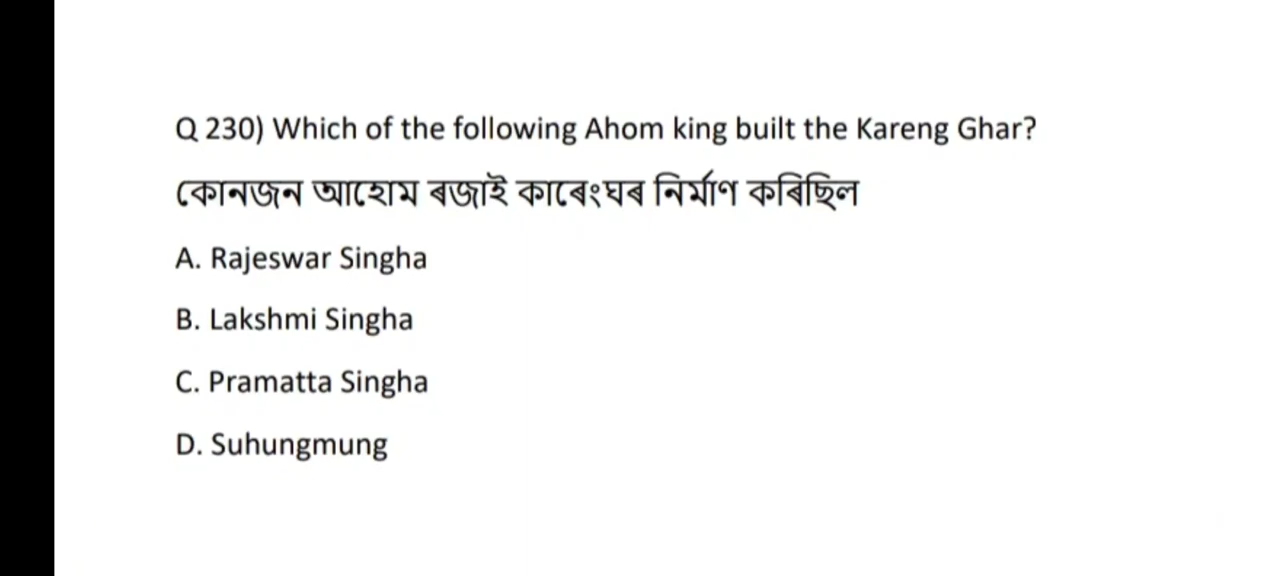 Q 230) Which of the following Ahom king built the Kareng Ghar?
কোনজন আহোম ৰজাই কাৰেংঘৰ নিৰ্মাণ কৰিছিল
A. Rajeswar Singha
B. Lakshmi Singha
C. Pramatta Singha
D. Suhungmung